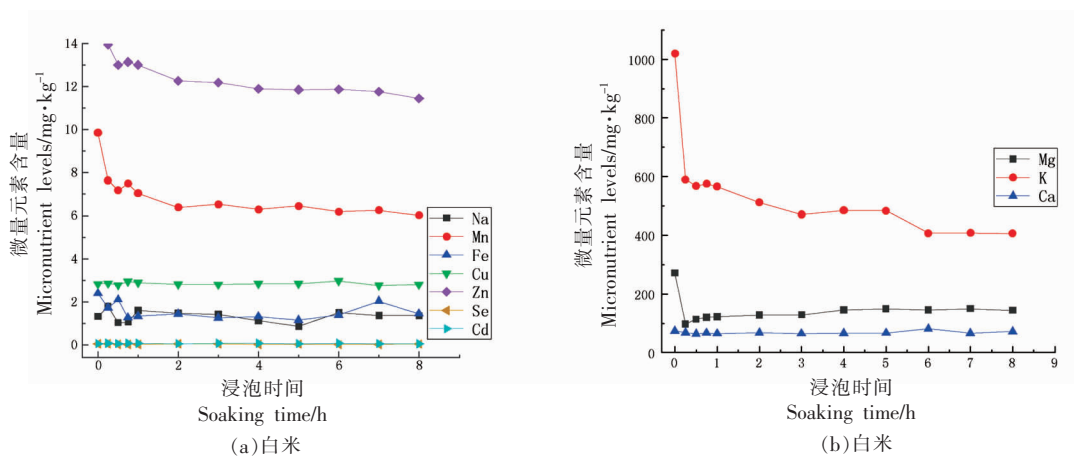 微量元素含量
Micronutrient levels/mg·kg⁻¹
14
12
10
8
6
4
2
0
Na
Mn
Fe
Cu
Zn
Se
Cd
0 2 4 6 8
浸泡时间
Soaking time/h
(a)白米
微量元素含量
Micronutrient levels/mg·kg⁻¹
1000
800
600
400
200
0
Mg
K
Ca
0 1 2 3 4 5 6 7 8 9
浸泡时间
Soaking time/h
(b)白米